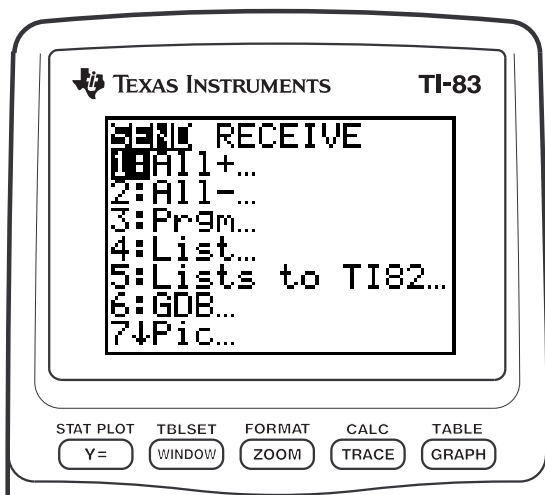 TEXAS INSTRUMENTS TI-83
SEND RECEIVE
1:All+...
2:All-...
3:Prgm...
4:List...
5:Lists to TI82...
6:GDB...
7↓Pic...
STAT PLOT TBLSET FORMAT CALC TABLE
Y= WINDOW ZOOM TRACE GRAPH